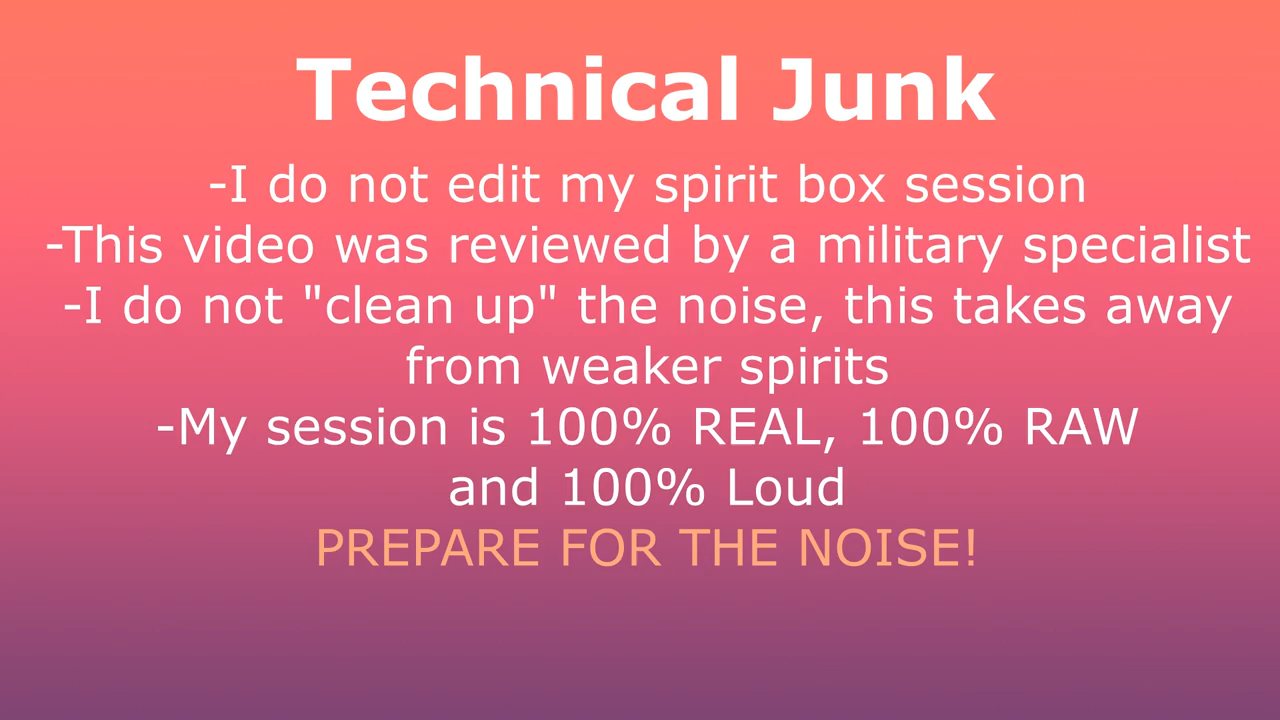 Technical Junk
-I do not edit my spirit box session
-This video was reviewed by a military specialist
-I do not "clean up" the noise, this takes away
from weaker spirits
-My session is 100% REAL, 100% RAW
and 100% Loud
PREPARE FOR THE NOISE!